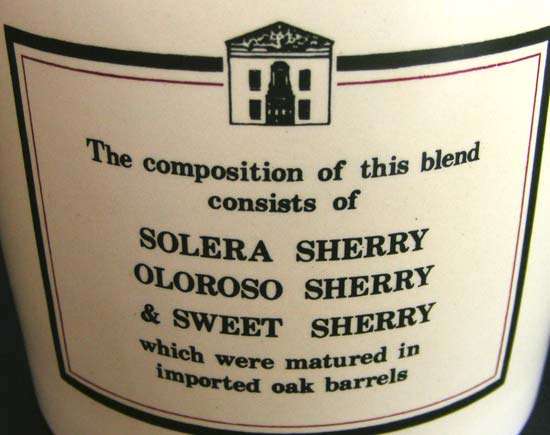 The composition of this blend
consists of
SOLERA SHERRY
OLOROSO SHERRY
& SWEET SHERRY
which were matured in
imported oak barrels